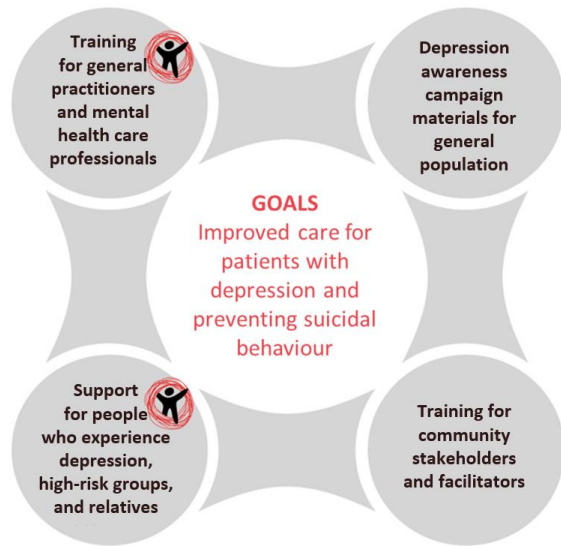 Training
for general
practitioners
and mental
health care
professionals
Depression
awareness
campaign
materials for
general
population
GOALS
Improved care for
patients with
depression and
preventing suicidal
behaviour
Support
for people
who experience
depression,
high-risk groups,
and relatives
Training for
community
stakeholders
and facilitators